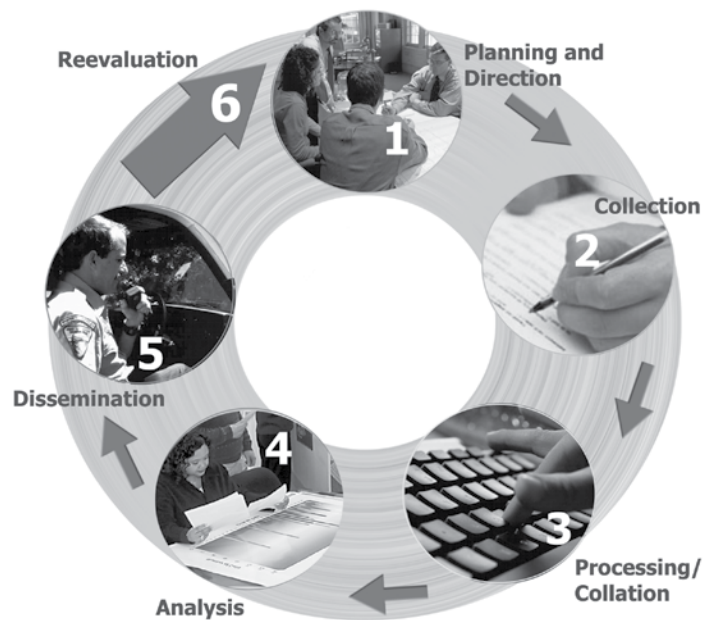 Reevaluation
6
1
Planning and
Direction
Collection
2
3
Processing/
Collation
4
Analysis
5
Dissemination